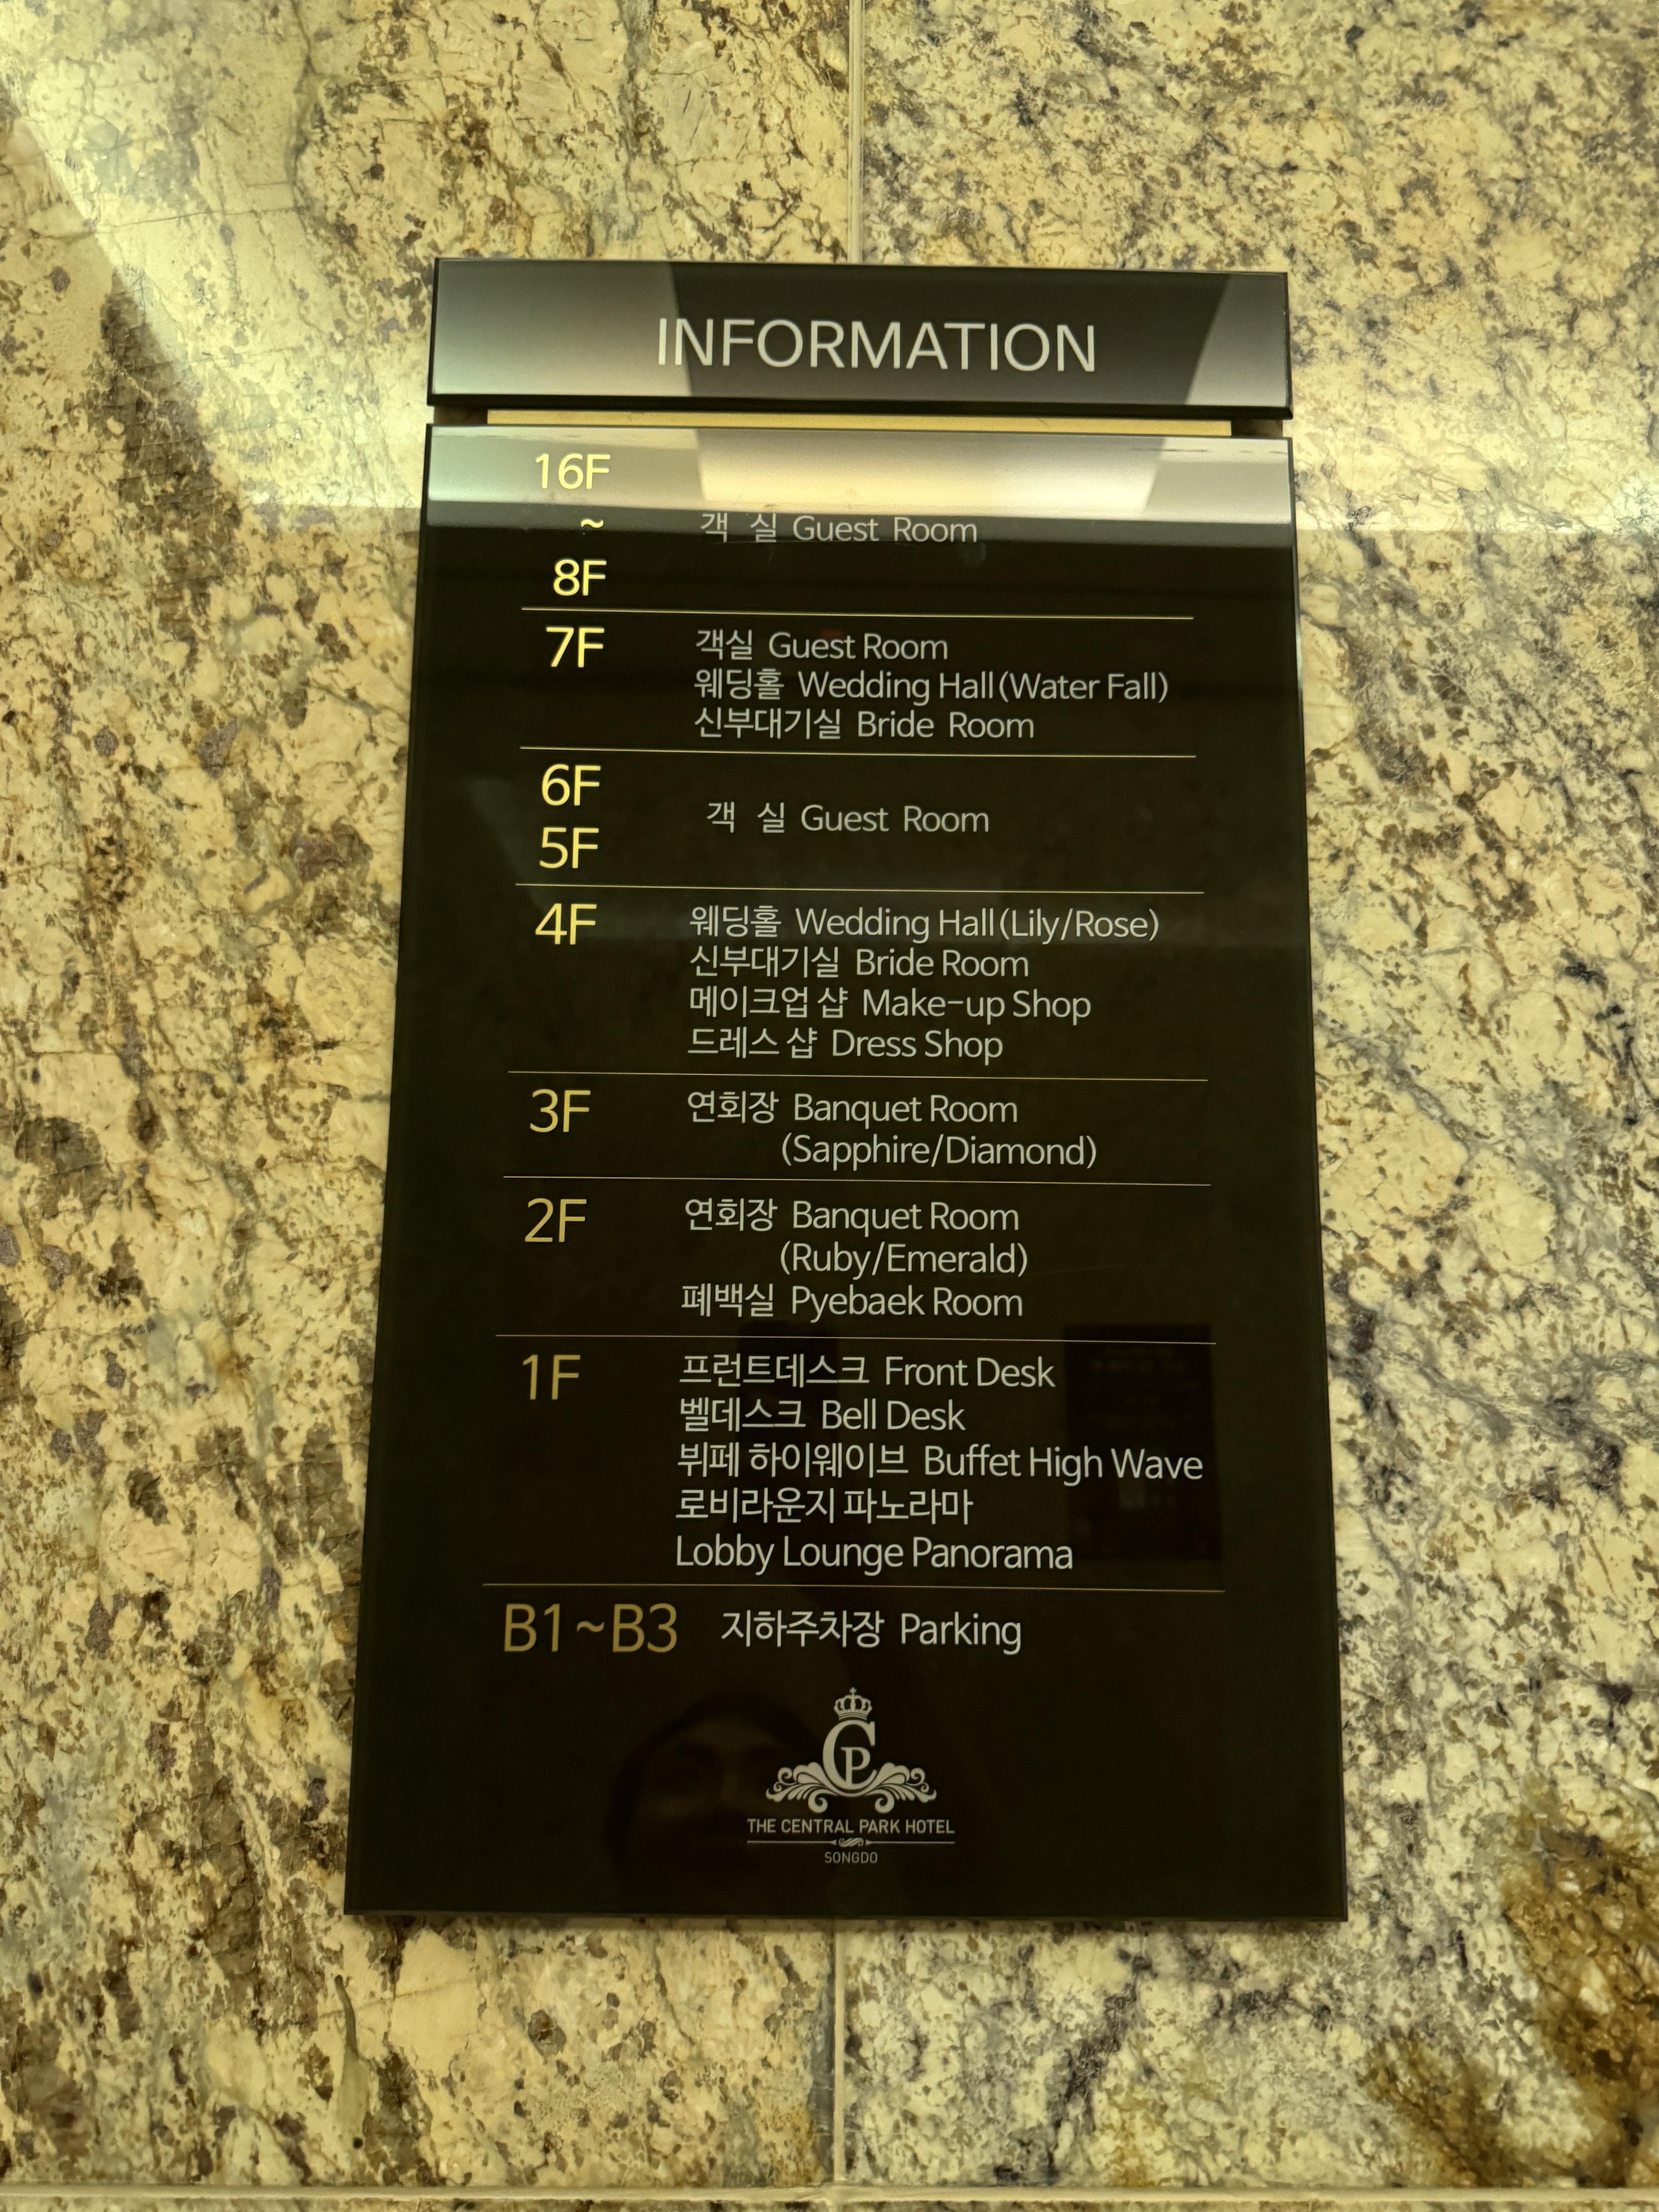 INFORMATION
16F
~ 객 실 Guest Room
8F
7F 객실 Guest Room
웨딩홀 Wedding Hall(Water Fall)
신부대기실 Bride Room
6F
객 실 Guest Room
5F
4F 웨딩홀 Wedding Hall(Lily/Rose)
신부대기실 Bride Room
메이크업 샵 Make-up Shop
드레스 샵 Dress Shop
3F 연회장 Banquet Room
(Sapphire/Diamond)
2F 연회장 Banquet Room
(Ruby/Emerald)
폐백실 Pyebaek Room
1F 프런트데스크 Front Desk
벨데스크 Bell Desk
뷔페 하이웨이브 Buffet High Wave
로비라운지 파노라마
Lobby Lounge Panorama
B1~B3 지하주차장 Parking
CP
THE CENTRAL PARK HOTEL
SONGDO